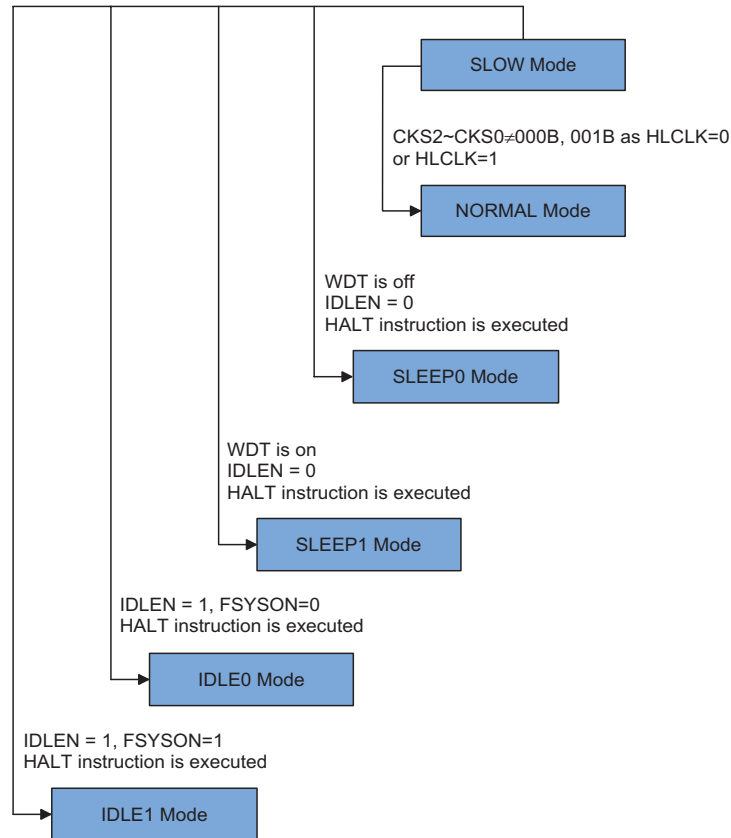 SLOW Mode
CKS2~CKS0≠000B, 001B as HLCLK=0
or HLCLK=1
NORMAL Mode
WDT is off
IDLEN = 0
HALT instruction is executed
SLEEP0 Mode
WDT is on
IDLEN = 0
HALT instruction is executed
SLEEP1 Mode
IDLEN = 1, FSYSON=0
HALT instruction is executed
IDLE0 Mode
IDLEN = 1, FSYSON=1
HALT instruction is executed
IDLE1 Mode